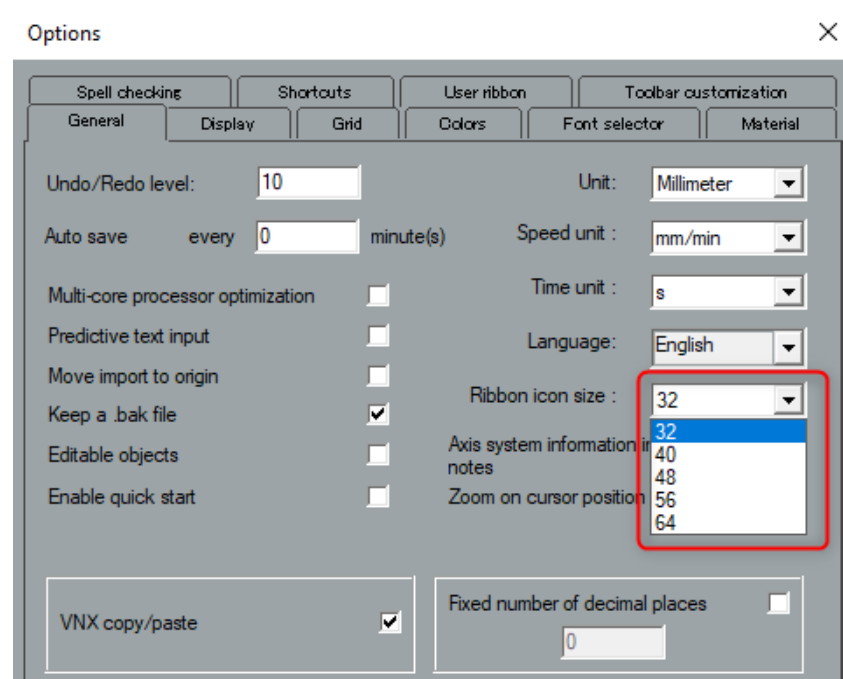 Options
Spell checking Shortcuts User ribbon Toolbar customization
General Display Grid Colors Font selector Material
Undo/Redo level: 10 Unit: Millimeter
Auto save every 0 minute(s) Speed unit : mm/min
Time unit : s
Multi-core processor optimization
Predictive text input
Language: English
Move import to origin
Ribbon icon size : 32
Keep a .bak file
32
Editable objects
Axis system information
40
notes
48
Enable quick start
Zoom on cursor position
56
64
VNX copy/paste
Fixed number of decimal places
0